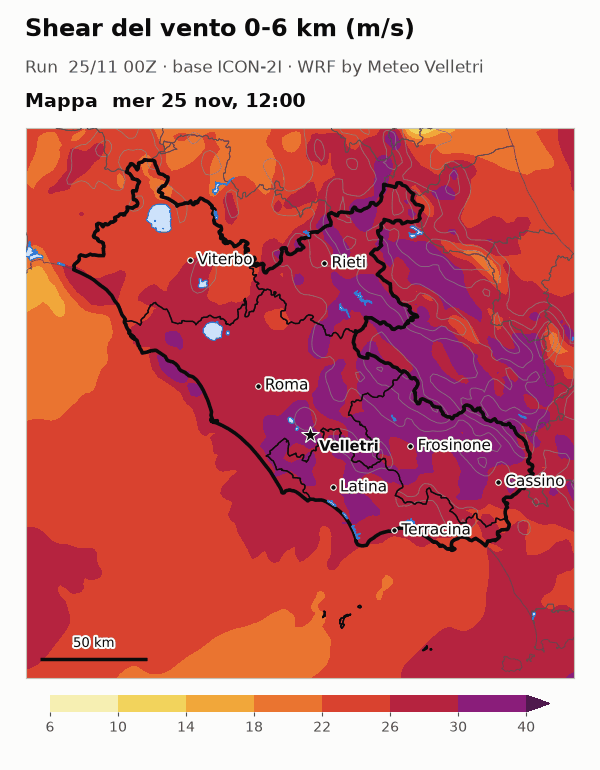 Shear del vento 0-6 km (m/s)
Run  25/11 00Z · base ICON-2I · WRF by Meteo Velletri
Mappa  mer 25 nov, 12:00
Viterbo
Rieti
Roma
Velletri
Frosinone
Cassino
Latina
Terracina
50 km
6 10 14 18 22 26 30 40